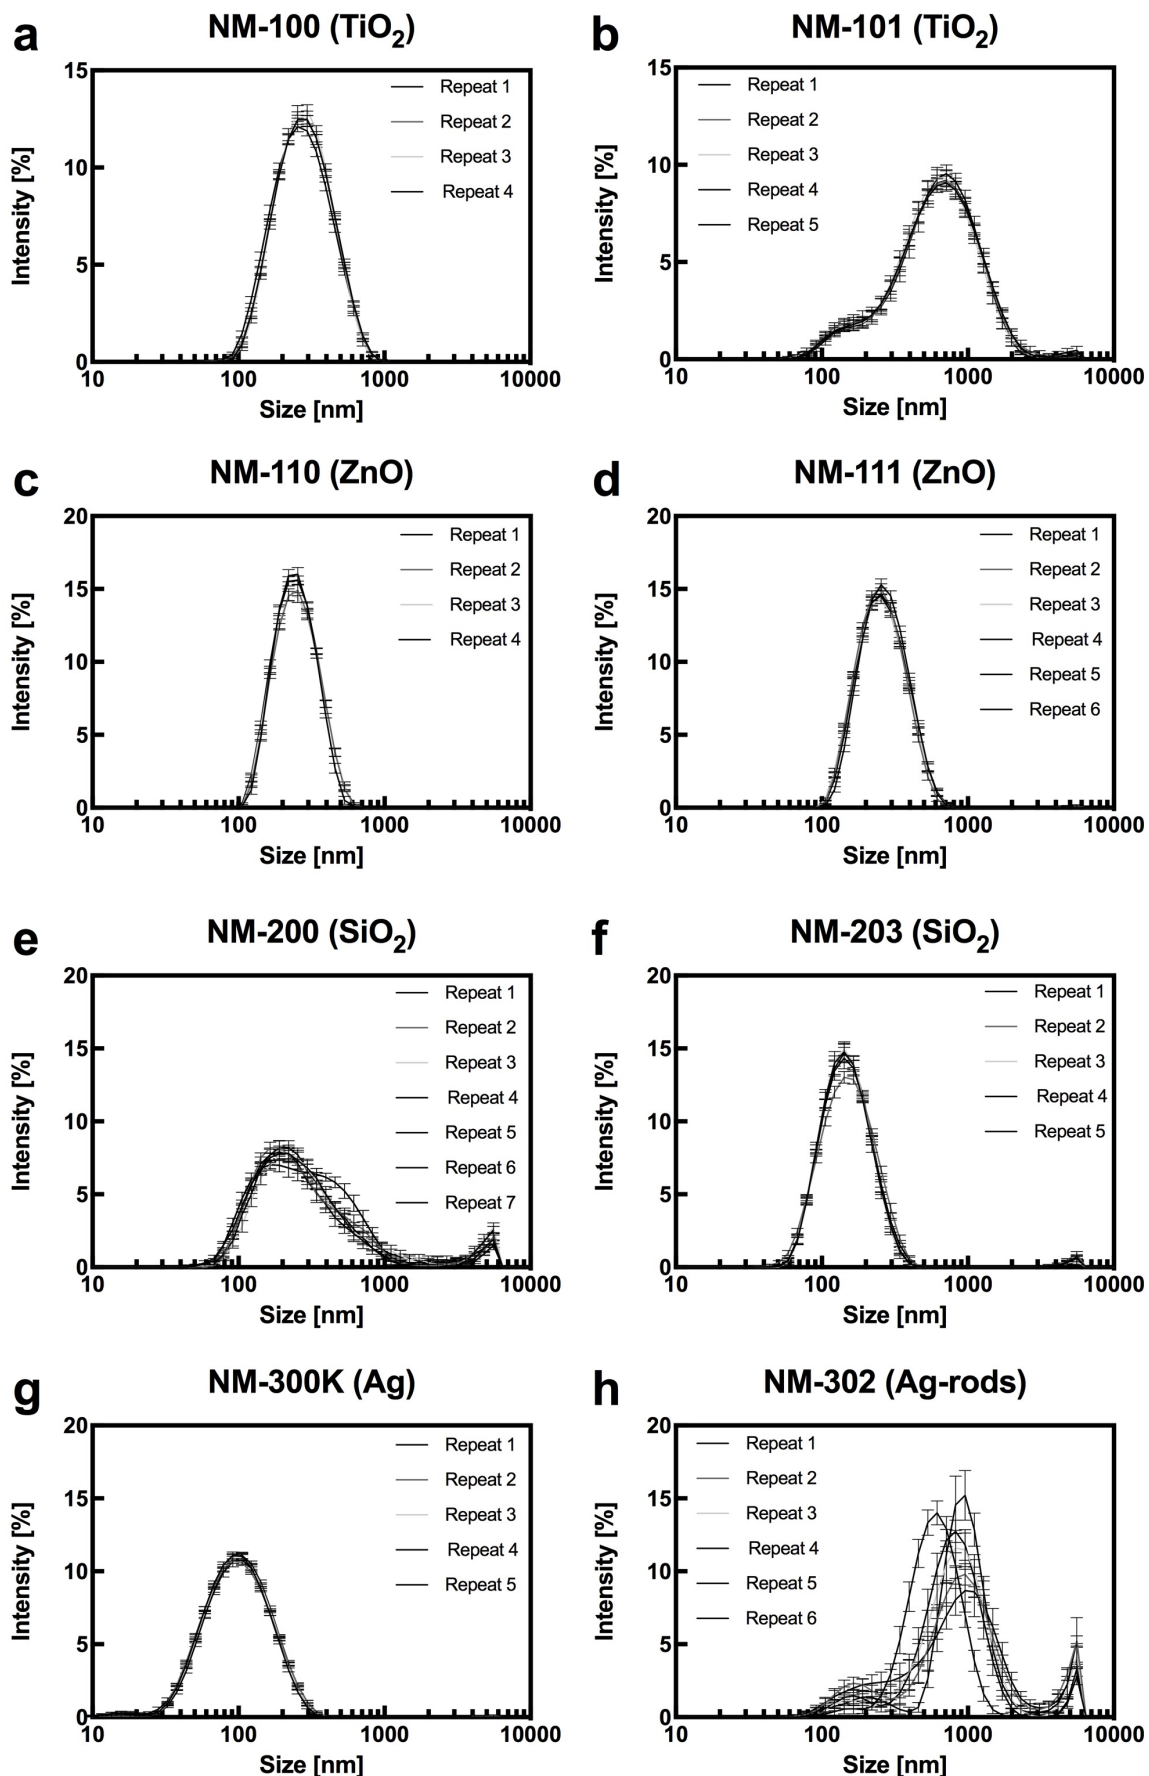 a
NM-100 (TiO2)
15
10
5
0
Intensity [%]
Repeat 1
Repeat 2
Repeat 3
Repeat 4
10
100
1000
10000
Size [nm]
b
NM-101 (TiO2)
15
10
5
0
Intensity [%]
Repeat 1
Repeat 2
Repeat 3
Repeat 4
Repeat 5
10
100
1000
10000
Size [nm]
c
NM-110 (ZnO)
20
15
10
5
0
Intensity [%]
Repeat 1
Repeat 2
Repeat 3
Repeat 4
10
100
1000
10000
Size [nm]
d
NM-111 (ZnO)
20
15
10
5
0
Intensity [%]
Repeat 1
Repeat 2
Repeat 3
Repeat 4
Repeat 5
Repeat 6
10
100
1000
10000
Size [nm]
e
NM-200 (SiO2)
20
15
10
5
0
Intensity [%]
Repeat 1
Repeat 2
Repeat 3
Repeat 4
Repeat 5
Repeat 6
Repeat 7
10
100
1000
10000
Size [nm]
f
NM-203 (SiO2)
20
15
10
5
0
Intensity [%]
Repeat 1
Repeat 2
Repeat 3
Repeat 4
Repeat 5
10
100
1000
10000
Size [nm]
g
NM-300K (Ag)
20
15
10
5
0
Intensity [%]
Repeat 1
Repeat 2
Repeat 3
Repeat 4
Repeat 5
10
100
1000
10000
Size [nm]
h
NM-302 (Ag-rods)
20
15
10
5
0
Intensity [%]
Repeat 1
Repeat 2
Repeat 3
Repeat 4
Repeat 5
Repeat 6
10
100
1000
10000
Size [nm]